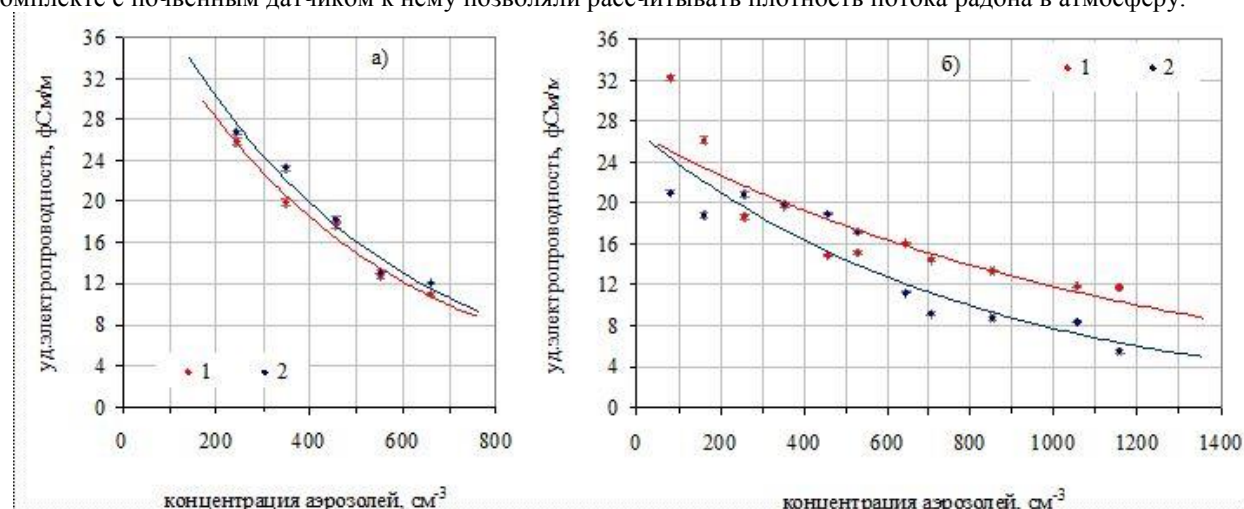 омплекте с почвенным датчиком к нему позволяли рассчитывать плотность потока радона в атмосферу.
36
32
28
24
20
16
12
8
4
0
0 200 400 600 800
уд.электропроводность, фСм/м
концентрация аэрозолей, см-3
а)
1 2
36
32
28
24
20
16
12
8
4
0
0 200 400 600 800 1000 1200 1400
уд.электропроводность, фСм/м
концентрация аэрозолей, см-3
б)
1 2